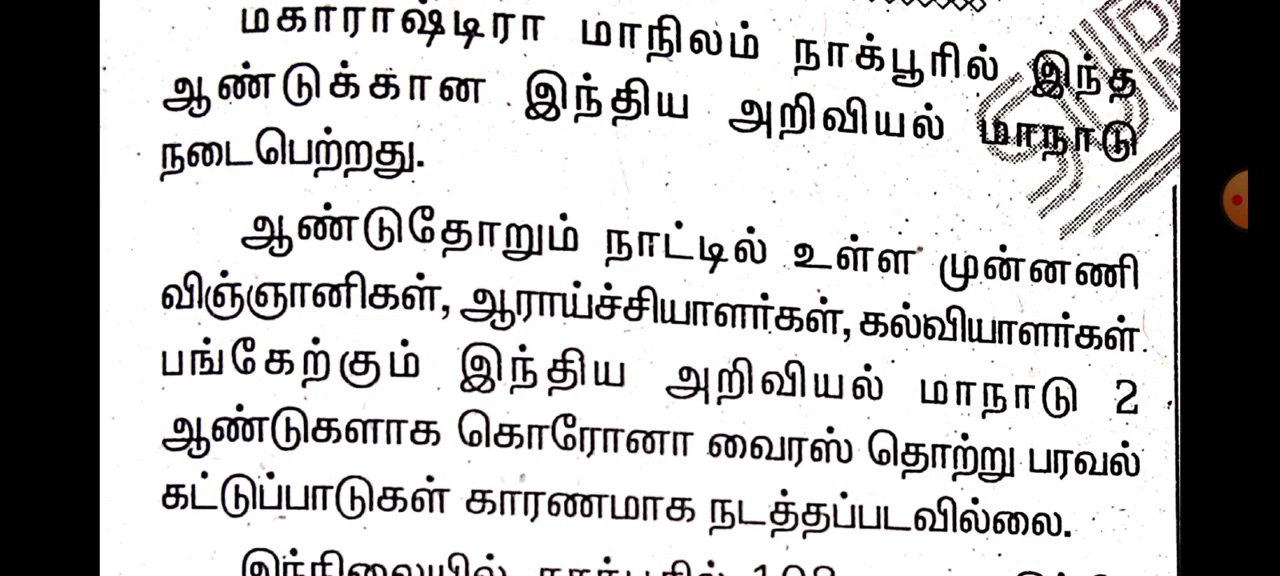 மகாராஷ்டிரா மாநிலம் நாக்பூரில் இந்த
ஆண்டுக்கான இந்திய அறிவியல் மாநாடு
நடைபெற்றது.
ஆண்டுதோறும் நாட்டில் உள்ள முன்னணி
விஞ்ஞானிகள், ஆராய்ச்சியாளர்கள், கல்வியாளர்கள்
பங்கேற்கும் இந்திய அறிவியல் மாநாடு 2
ஆண்டுகளாக கொரோனா வைரஸ் தொற்று பரவல்
கட்டுப்பாடுகள் காரணமாக நடத்தப்படவில்லை.
இந்நிலையில்